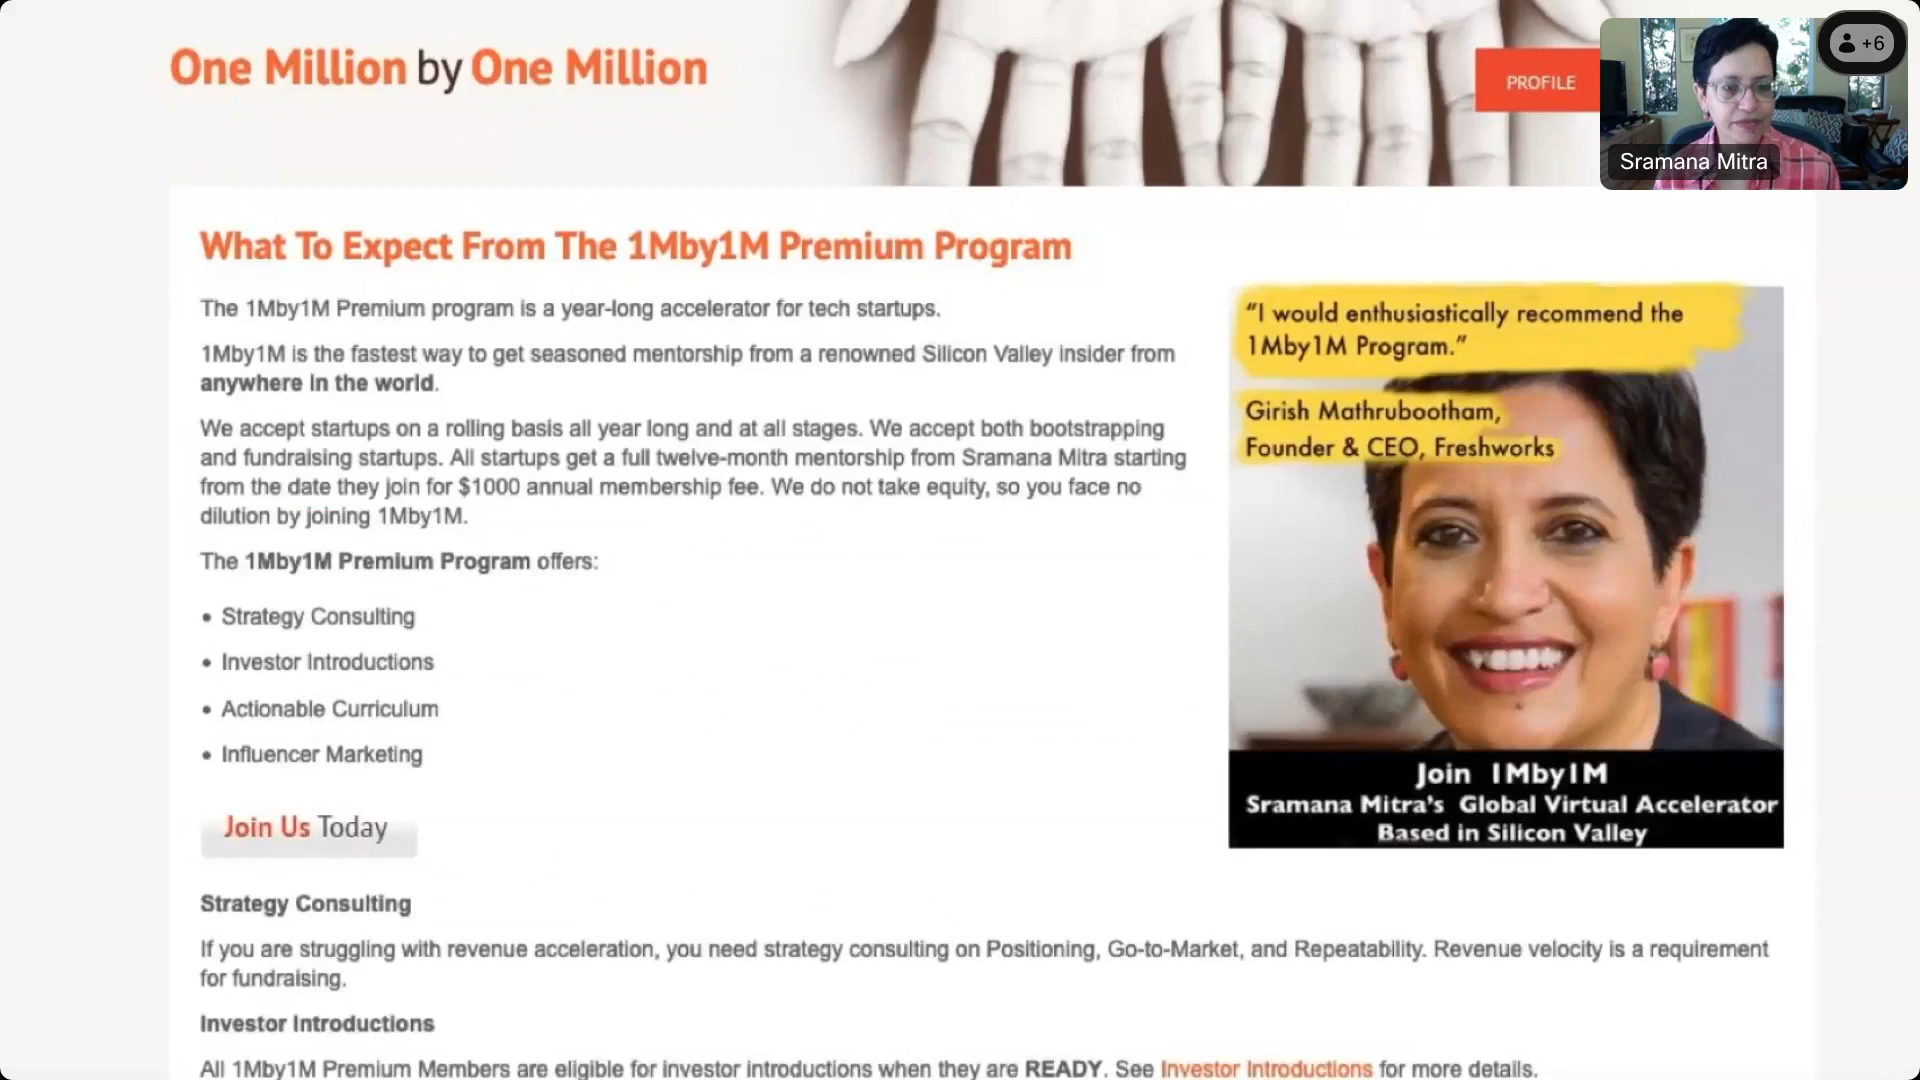 One Million by One Million
PROFILE
+6
Sramana Mitra
What To Expect From The 1Mby1M Premium Program
The 1Mby1M Premium program is a year-long accelerator for tech startups.
1Mby1M is the fastest way to get seasoned mentorship from a renowned Silicon Valley insider from
anywhere in the world.
We accept startups on a rolling basis all year long and at all stages. We accept both bootstrapping
and fundraising startups. All startups get a full twelve-month mentorship from Sramana Mitra starting
from the date they join for $1000 annual membership fee. We do not take equity, so you face no
dilution by joining 1Mby1M.
The 1Mby1M Premium Program offers:
• Strategy Consulting
• Investor Introductions
• Actionable Curriculum
• Influencer Marketing
Join Us Today
“I would enthusiastically recommend the
1Mby1M Program.”
Girish Mathrubootham,
Founder & CEO, Freshworks
Join 1Mby1M
Sramana Mitra's Global Virtual Accelerator
Based in Silicon Valley
Strategy Consulting
If you are struggling with revenue acceleration, you need strategy consulting on Positioning, Go-to-Market, and Repeatability. Revenue velocity is a requirement
for fundraising.
Investor Introductions
All 1Mby1M Premium Members are eligible for investor introductions when they are READY. See Investor Introductions for more details.